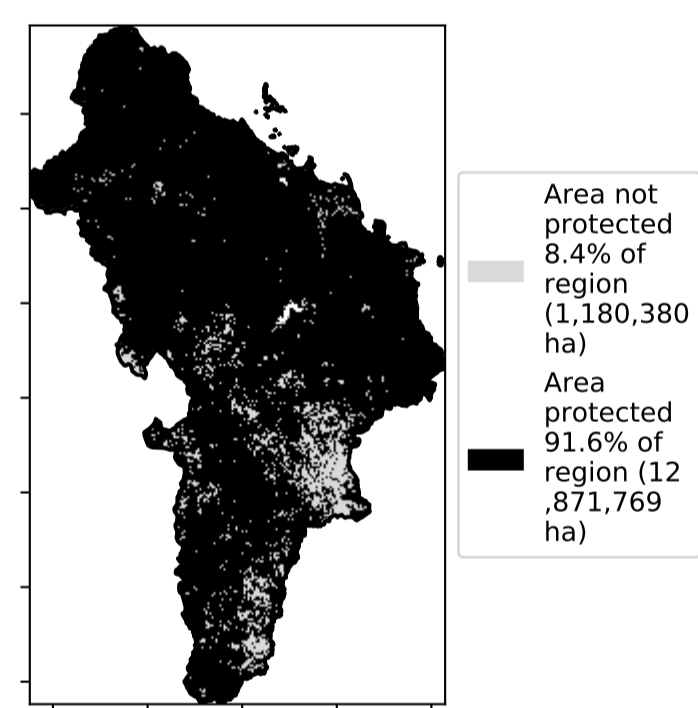 Area not
protected
8.4% of
region
(1,180,380
ha)
Area
protected
91.6% of
region (12
,871,769
ha)